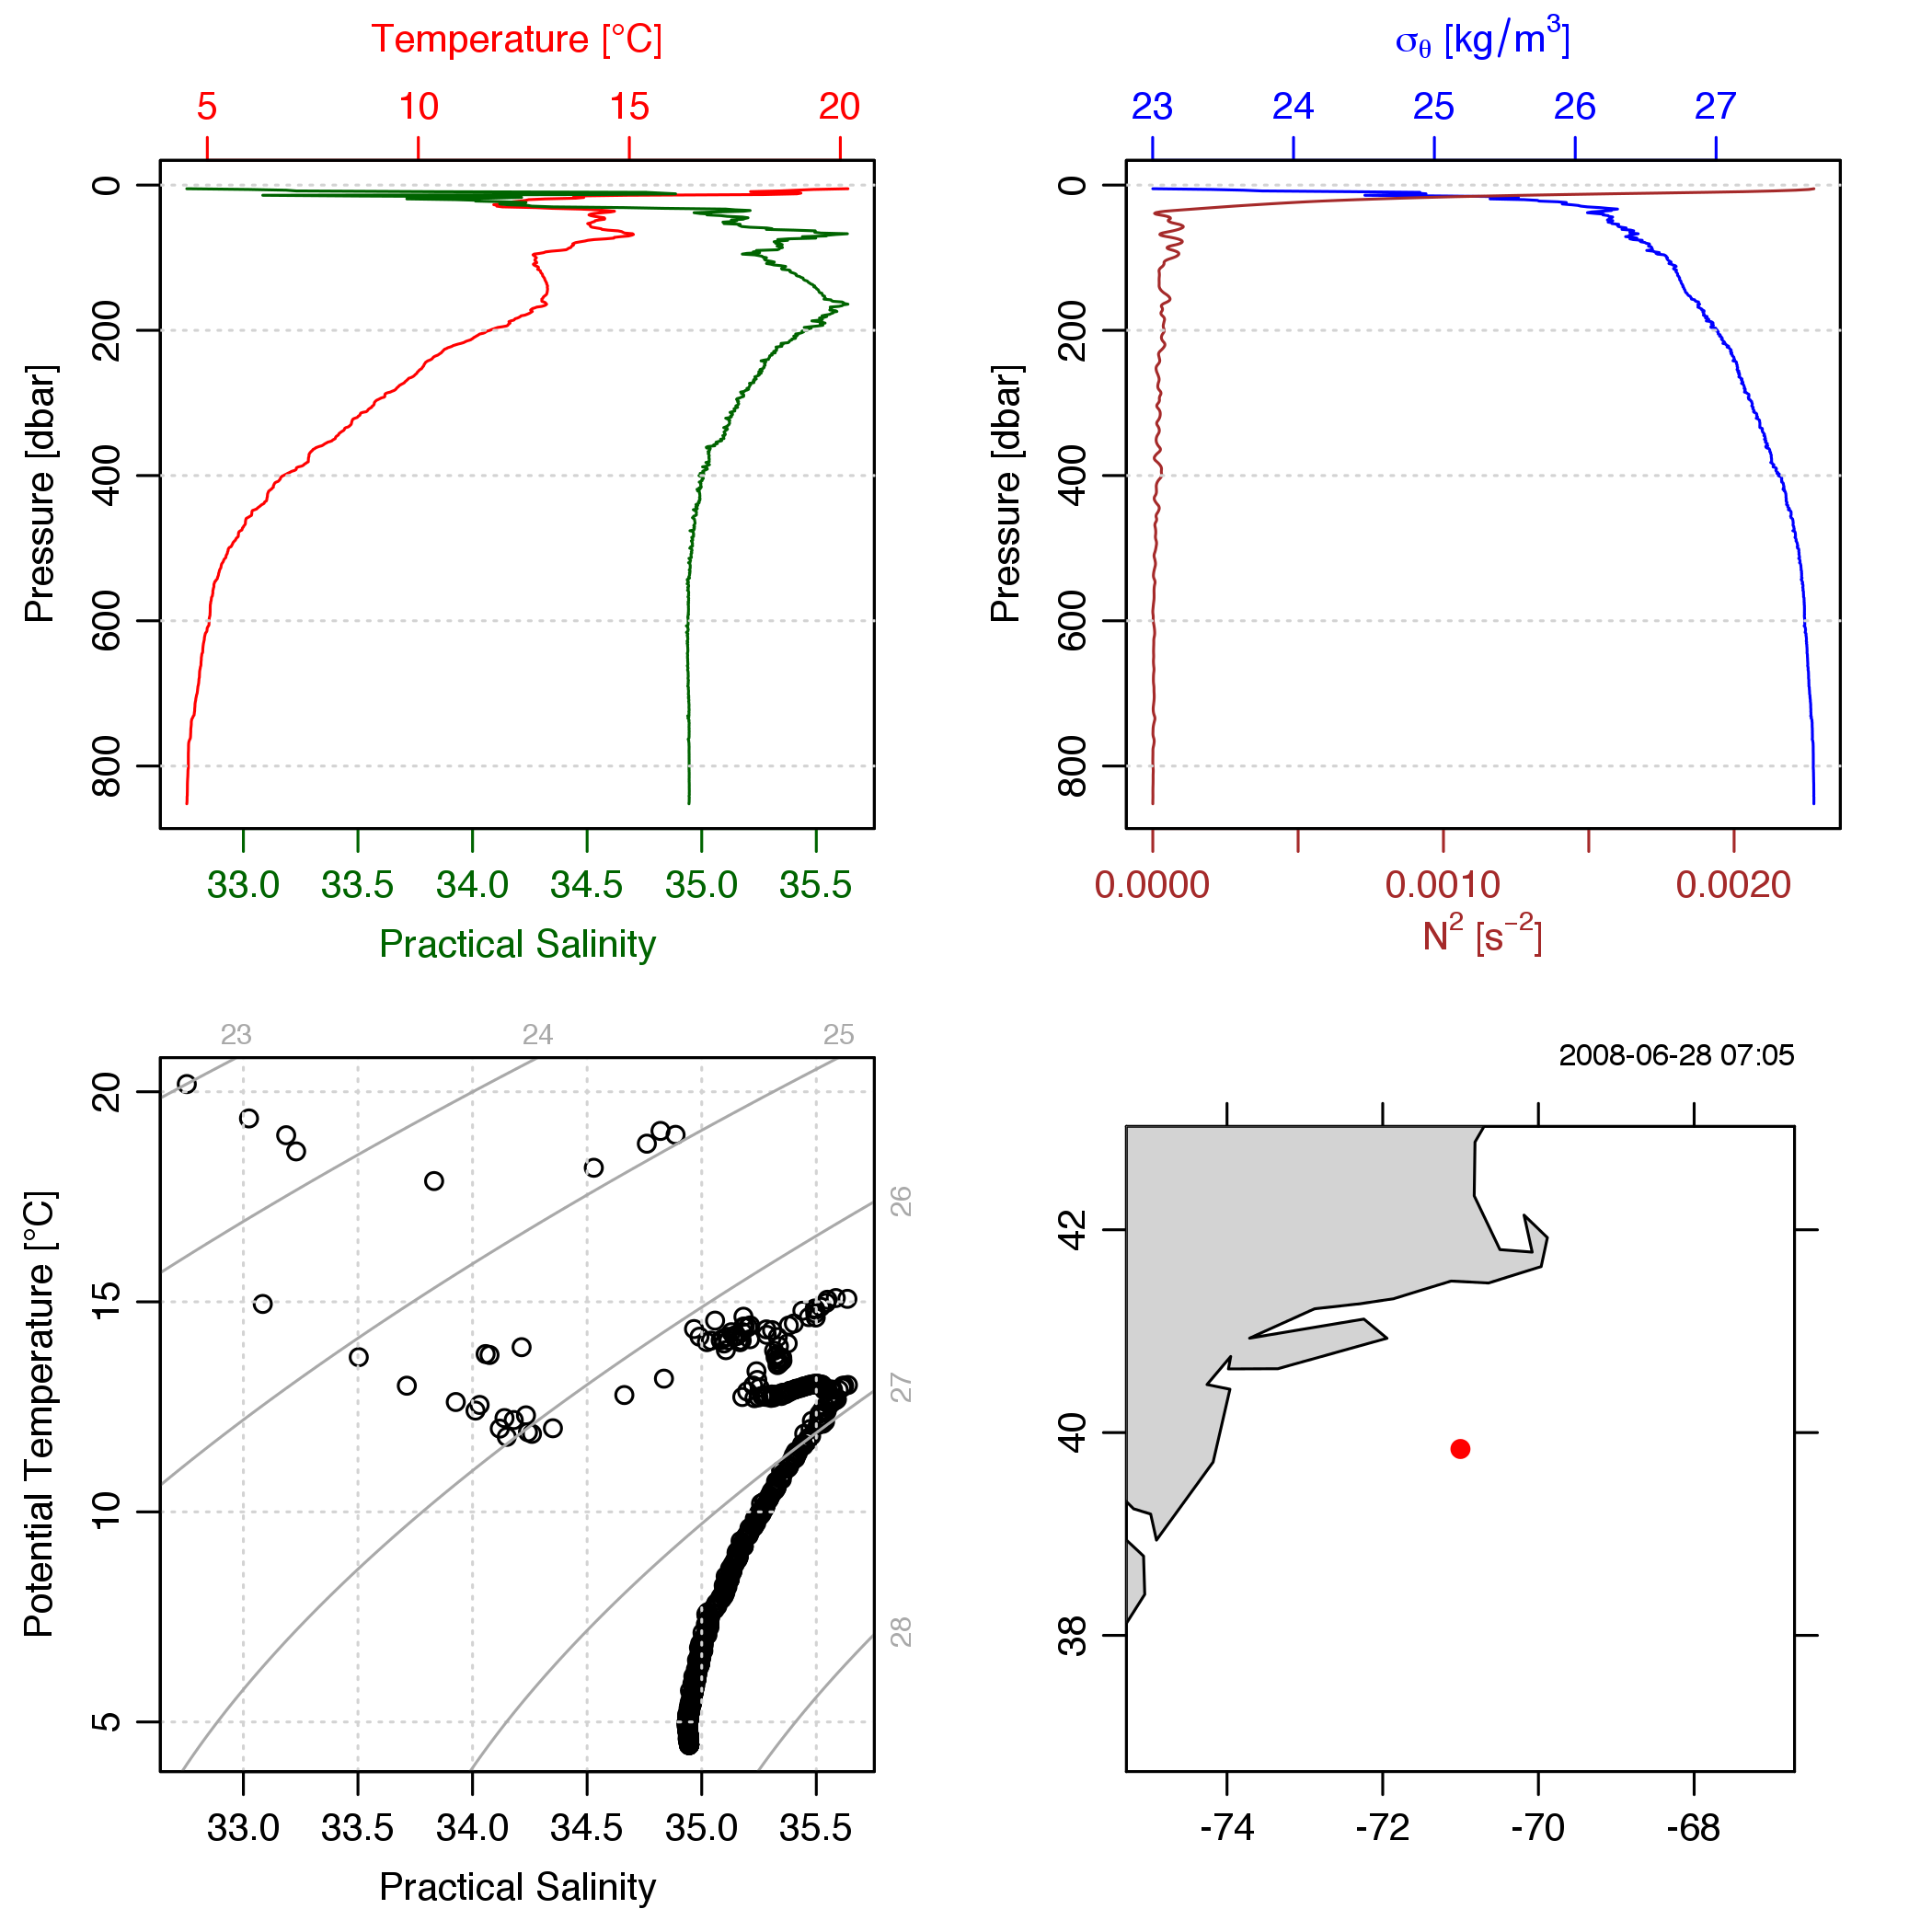 Temperature [°C]
5 10 15 20
0
200
400
600
800
Pressure [dbar]
33.0 33.5 34.0 34.5 35.0 35.5
Practical Salinity
σθ [kg/m³]
23 24 25 26 27
0
200
400
600
800
Pressure [dbar]
0.0000 0.0010 0.0020
N² [s⁻²]
23 24 25
26
27
28
20
15
10
5
Potential Temperature [°C]
33.0 33.5 34.0 34.5 35.0 35.5
Practical Salinity
2008-06-28 07:05
42
40
38
-74 -72 -70 -68